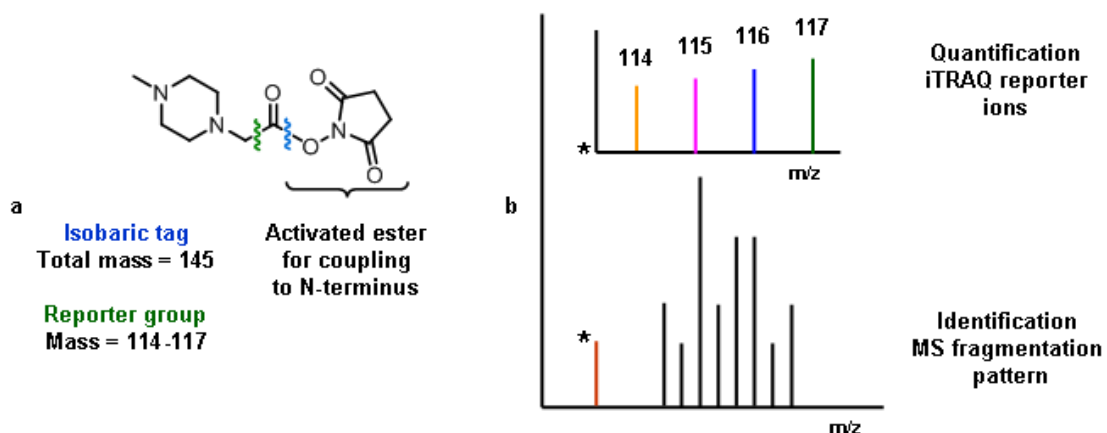 a
N
N
O
O
N
O
O
Isobaric tag
Total mass = 145
Reporter group
Mass = 114-117
Activated ester
for coupling
to N-terminus
b
114
115
116
117
*
m/z
Quantification
iTRAQ reporter
ions
*
m/z
Identification
MS fragmentation
pattern